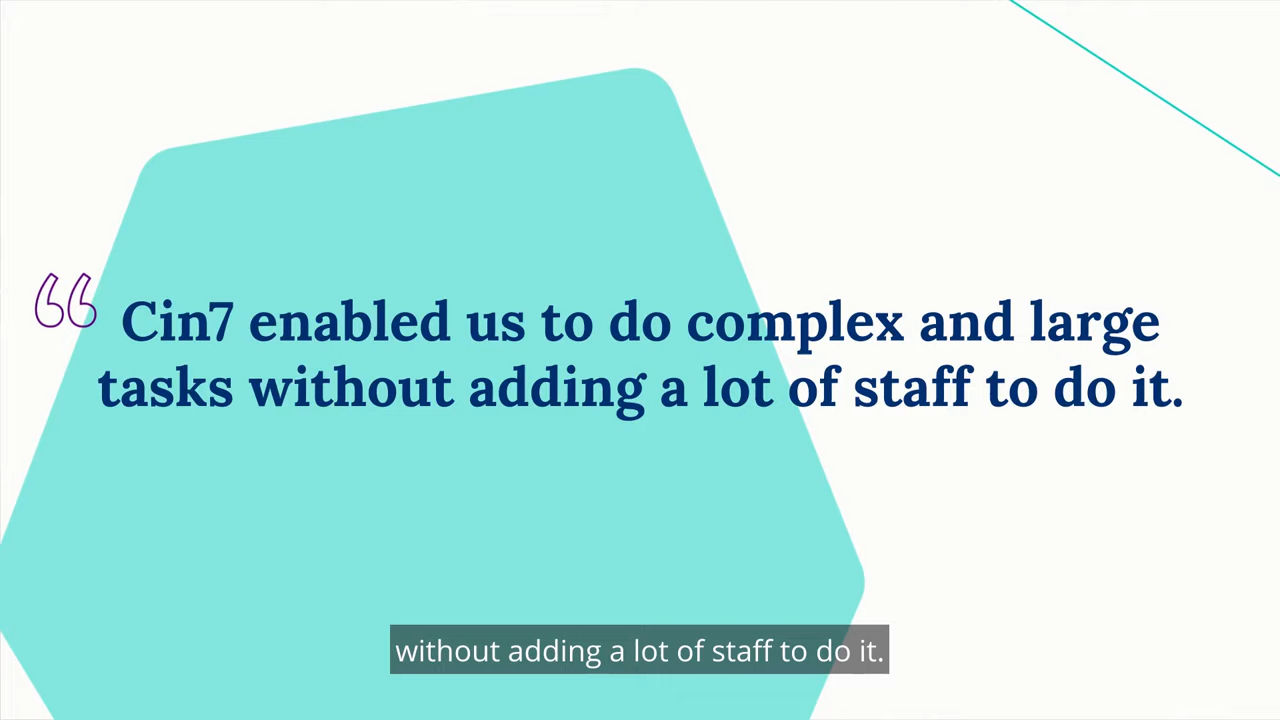 “ Cin7 enabled us to do complex and large
tasks without adding a lot of staff to do it.
without adding a lot of staff to do it.